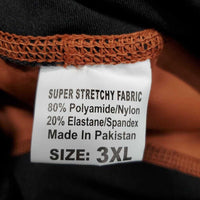 SUPER STRETCHY FABRIC
80% Polyamide/Nylon
20% Elastane/Spandex
Made In Pakistan
SIZE: 3XL